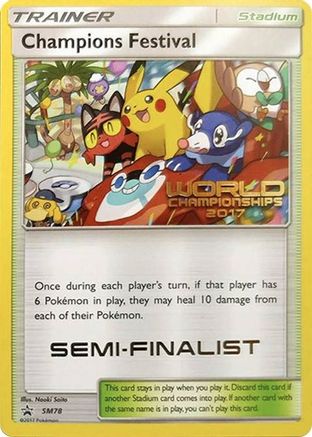 TRAINER
Stadium
Champions Festival
WORLD
CHAMPIONSHIPS
2017
Once during each player's turn, if that player has
6 Pokémon in play, they may heal 10 damage from
each of their Pokémon.
SEMI-FINALIST
Illus. Naoki Saito
SM78
©2017 Pokémon
This card stays in play when you play it. Discard this card if
another Stadium card comes into play. If another card with
the same name is in play, you can't play this card.